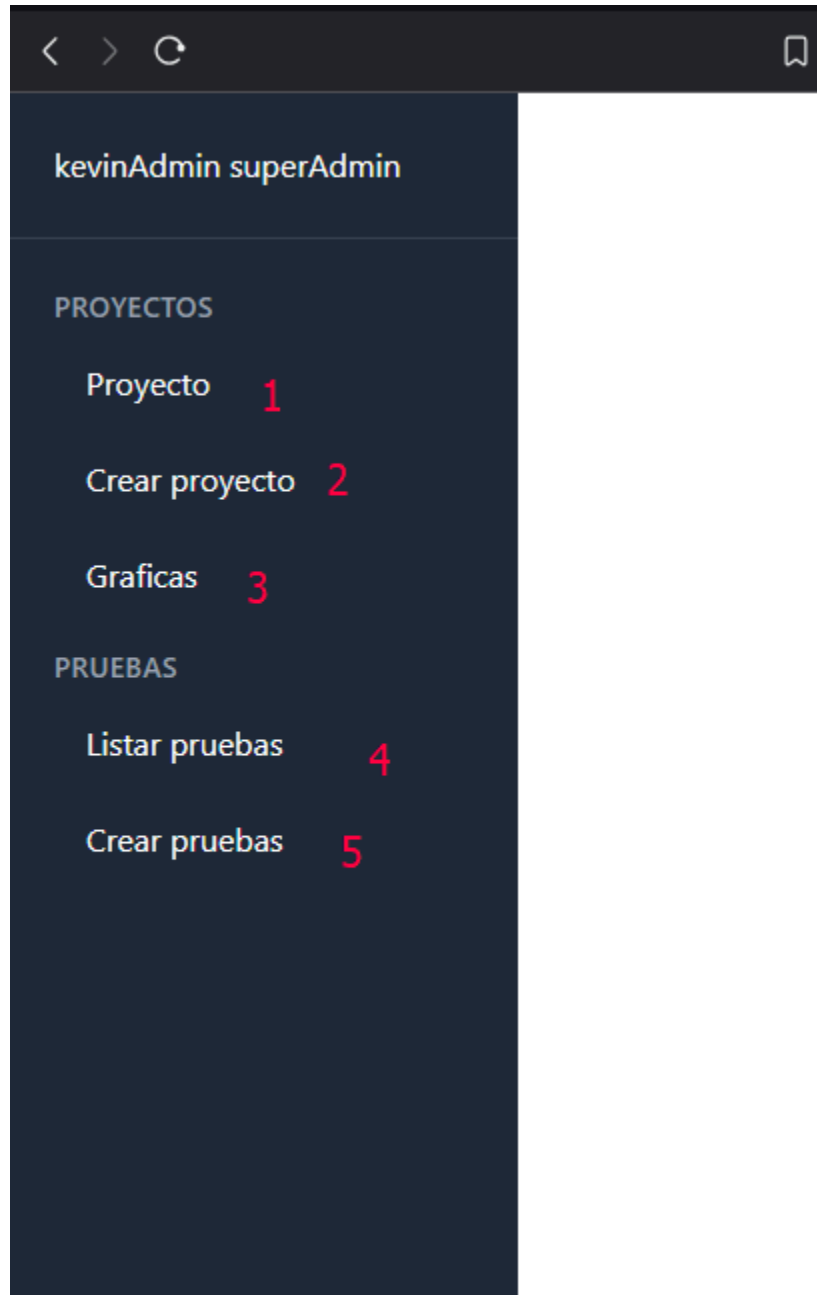 kevinAdmin superAdmin
PROYECTOS
Proyecto 1
Crear proyecto 2
Graficas 3
PRUEBAS
Listar pruebas 4
Crear pruebas 5